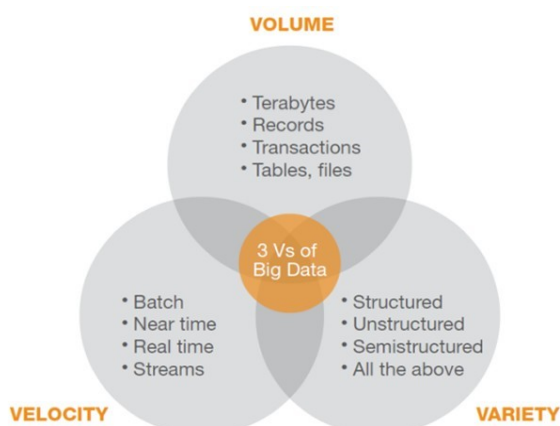 VOLUME
• Terabytes
• Records
• Transactions
• Tables, files
3 Vs of
Big Data
• Batch
• Near time
• Real time
• Streams
• Structured
• Unstructured
• Semistructured
• All the above
VELOCITY
VARIETY